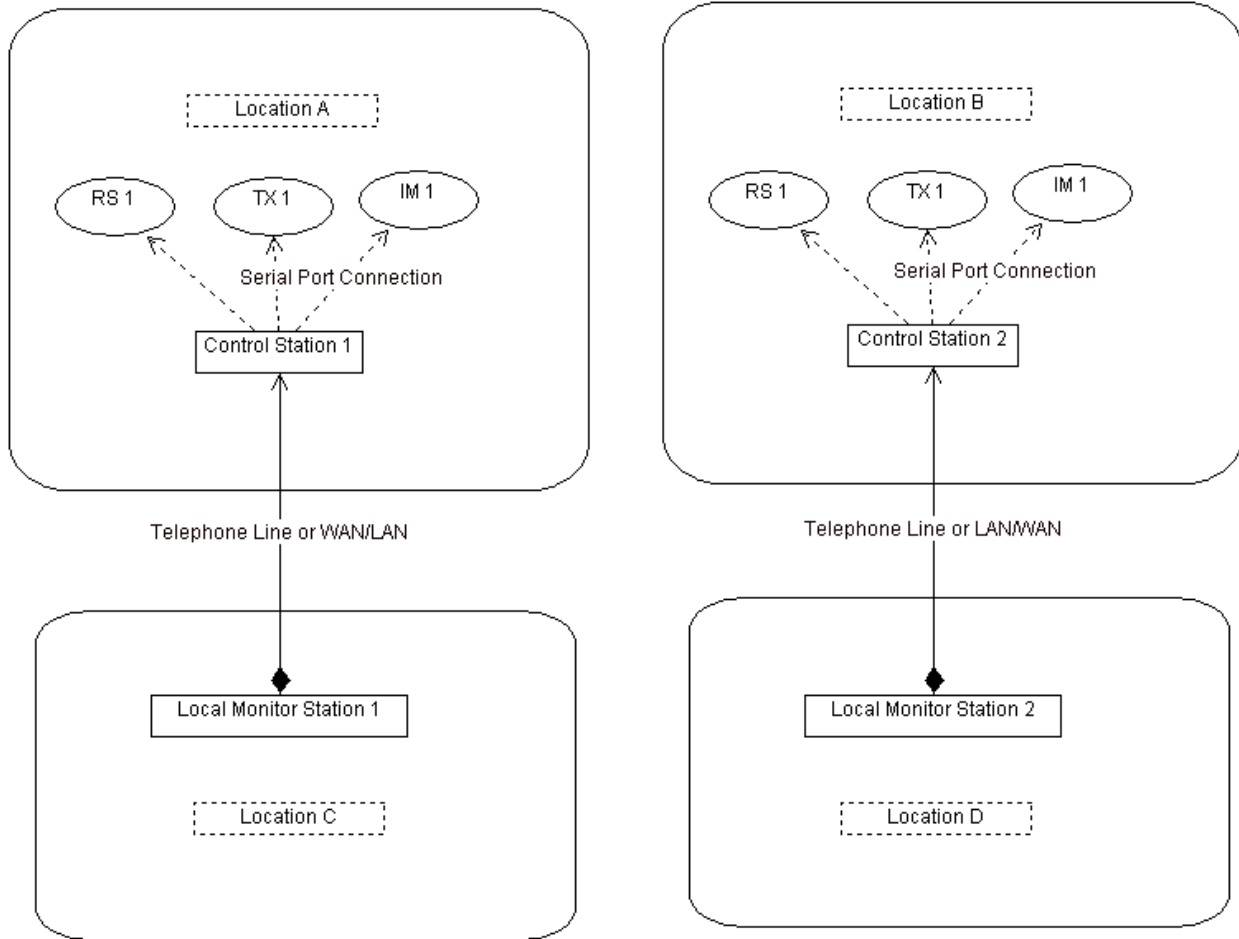 Location A
RS 1
TX 1
IM 1
Serial Port Connection
Control Station 1
Telephone Line or WAN/LAN
Local Monitor Station 1
Location C
Location B
RS 1
TX 1
IM 1
Serial Port Connection
Control Station 2
Telephone Line or LAN/WAN
Local Monitor Station 2
Location D